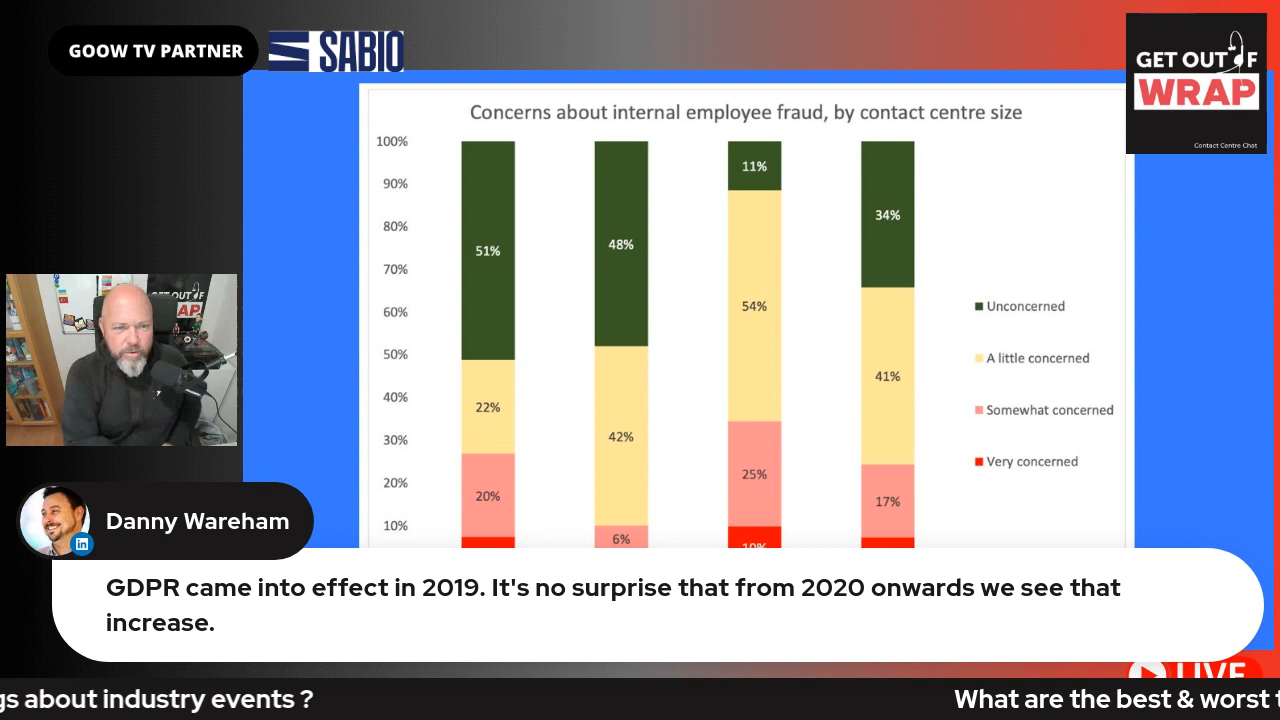 GOOW TV PARTNER
SABIO
GET OUT OF
WRAP
Contact Centre Chat
Concerns about internal employee fraud, by contact centre size
100%
90%
80%
70%
60%
50%
40%
30%
20%
10%
51%
22%
20%
48%
42%
6%
11%
54%
25%
10%
34%
41%
17%
Unconcerned
A little concerned
Somewhat concerned
Very concerned
Danny Wareham
in
GDPR came into effect in 2019. It's no surprise that from 2020 onwards we see that
increase.
LIVE
gs about industry events ?
What are the best & worst t